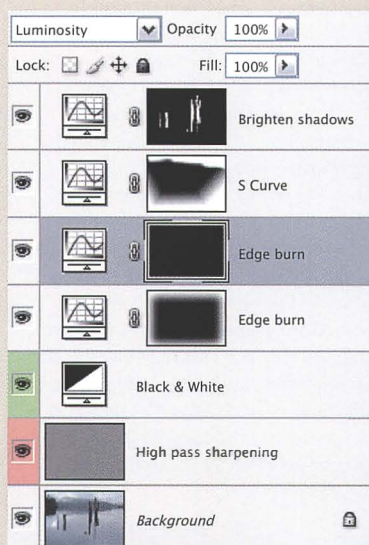 Luminosity Opacity 100%
Lock: Fill: 100%
Brighten shadows
S Curve
Edge burn
Edge burn
Black & White
High pass sharpening
Background